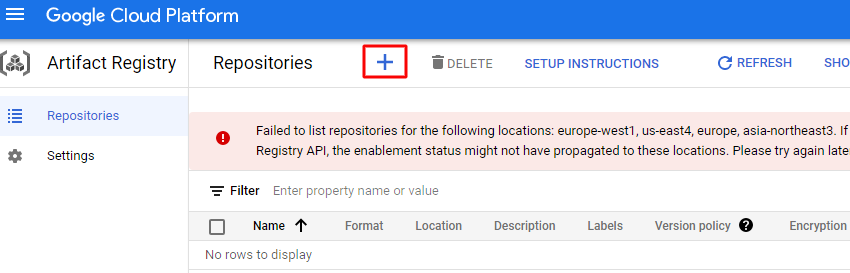 Google Cloud Platform
Artifact Registry
Repositories
DELETE
SETUP INSTRUCTIONS
REFRESH
SHO
Repositories
Settings
Failed to list repositories for the following locations: europe-west1, us-east4, europe, asia-northeast3. If
Registry API, the enablement status might not have propagated to these locations. Please try again late
Filter Enter property name or value
Name Format Location Description Labels Version policy Encryption
No rows to display